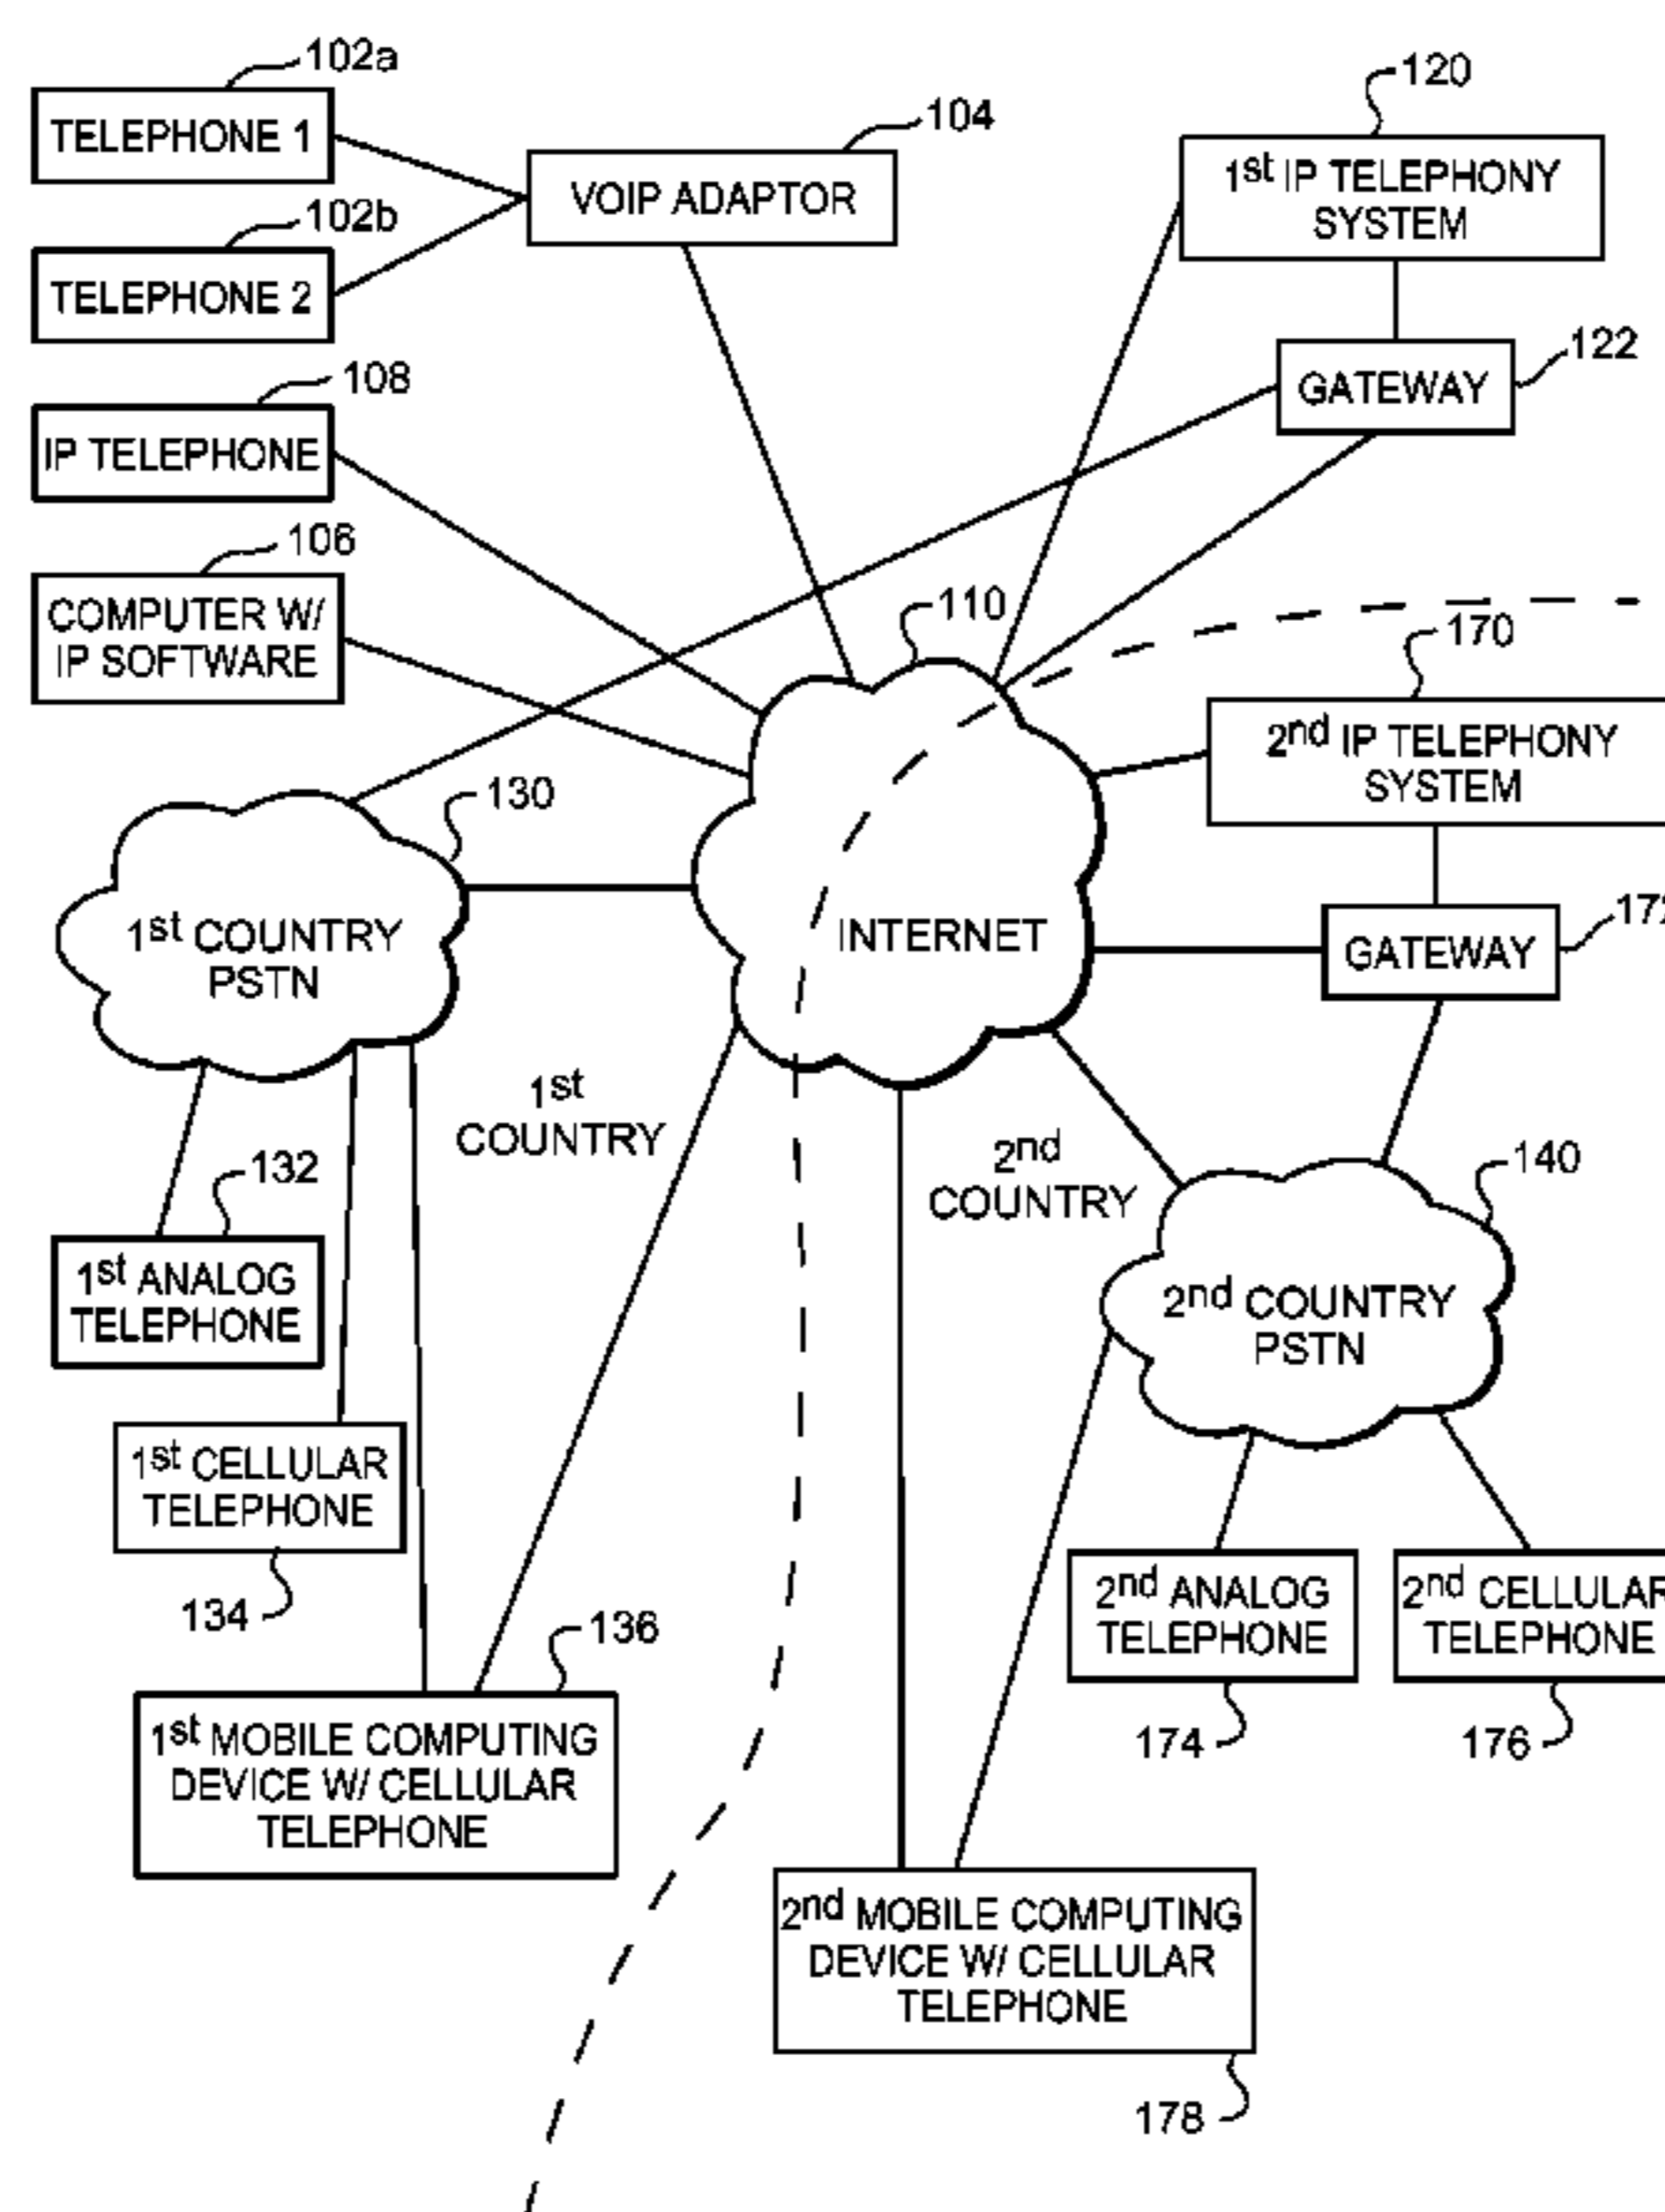 102a
TELEPHONE 1
104
VOIP ADAPTOR
120
1st IP TELEPHONY
SYSTEM
102b
TELEPHONE 2
122
GATEWAY
108
IP TELEPHONE
106
COMPUTER W/
IP SOFTWARE
110
170
2nd IP TELEPHONY
SYSTEM
130
1st COUNTRY
PSTN
INTERNET
GATEWAY
1st
COUNTRY
2nd
COUNTRY
132
1st ANALOG
TELEPHONE
140
2nd COUNTRY
PSTN
1st CELLULAR
TELEPHONE
134
136
1st MOBILE COMPUTING
DEVICE W/ CELLULAR
TELEPHONE
2nd ANALOG
TELEPHONE
174
2nd CELLULAR
TELEPHONE
176
2nd MOBILE COMPUTING
DEVICE W/ CELLULAR
TELEPHONE
178